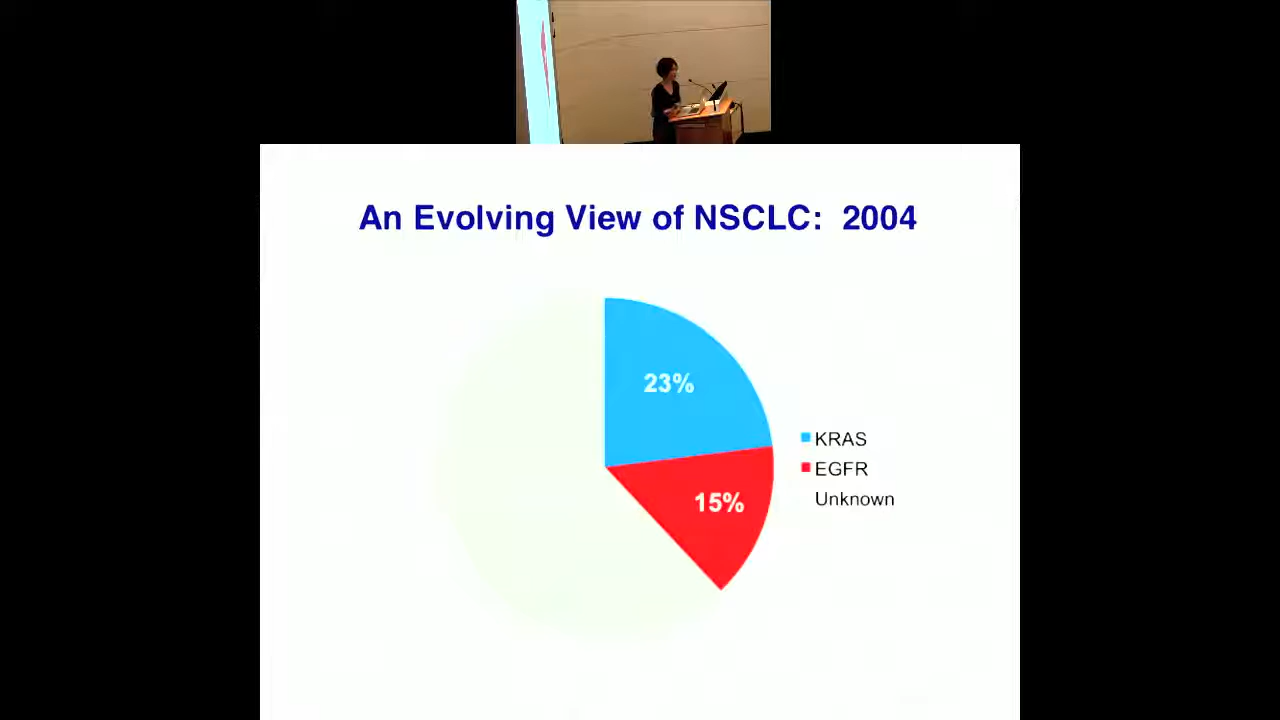 An Evolving View of NSCLC: 2004
23%
15%
KRAS
EGFR
Unknown